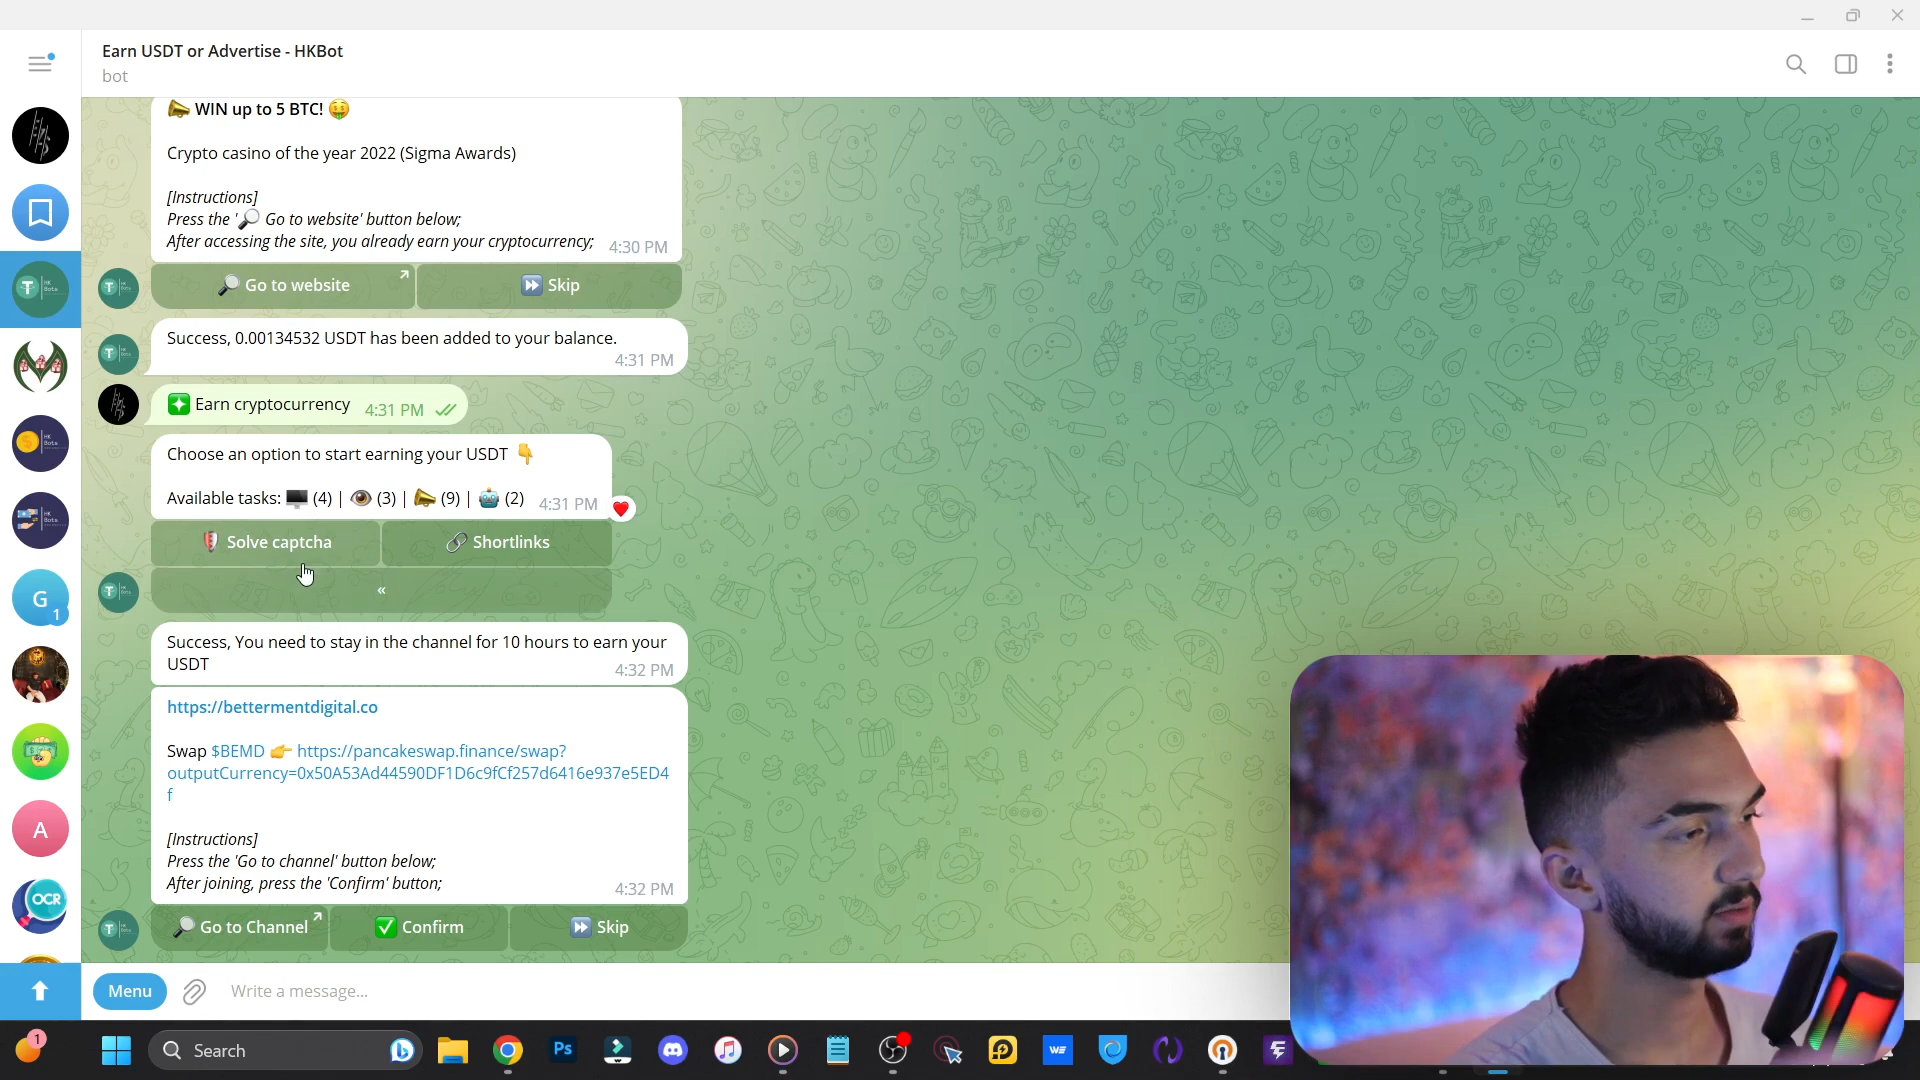 Earn USDT or Advertise - HKBot
bot
WIN up to 5 BTC!
Crypto casino of the year 2022 (Sigma Awards)
[Instructions]
Press the '🔎 Go to website' button below;
After accessing the site, you already earn your cryptocurrency; 4:30 PM
Go to website
Skip
Success, 0.00134532 USDT has been added to your balance.
4:31 PM
Earn cryptocurrency 4:31 PM
Choose an option to start earning your USDT
Available tasks: 🖥️ (4) | 👁️ (3) | 📣 (9) | 🤖 (2) 4:31 PM
Solve captcha
Shortlinks
«
Success, You need to stay in the channel for 10 hours to earn your
USDT
4:32 PM
https://bettermentdigital.co
Swap $BEMD 👉 https://pancakeswap.finance/swap?
outputCurrency=0x50A53Ad44590DF1D6c9fCf257d6416e937e5ED4
f
[Instructions]
Press the 'Go to channel' button below;
After joining, press the 'Confirm' button;
4:32 PM
Go to Channel
Confirm
Skip
G
1
A
OCR
Menu
Write a message...
1
Search
Ps
WE